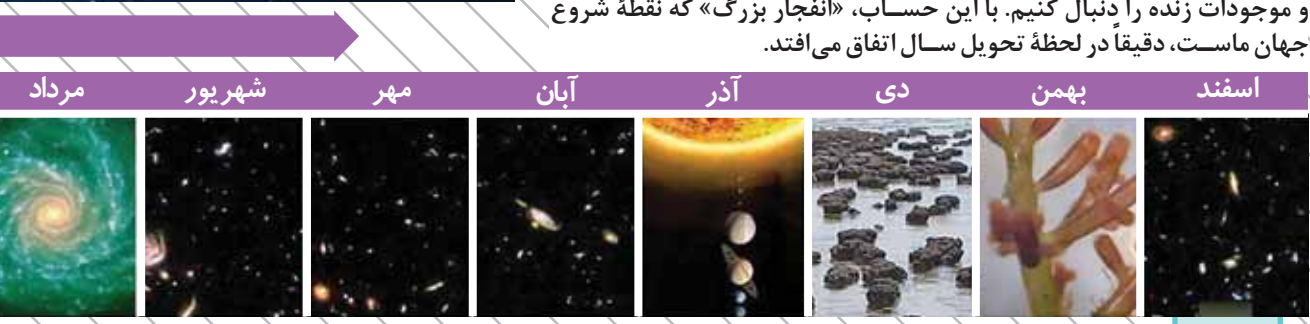 و موجودات زنده را دنبال کنیم. با این حساب، «انفجار بزرگ» که نقطهٔ شروع
جهان ماست، دقیقاً در لحظهٔ تحویل سال اتفاق می‌افتد.
اسفند بهمن دی آذر آبان مهر شهریور مرداد